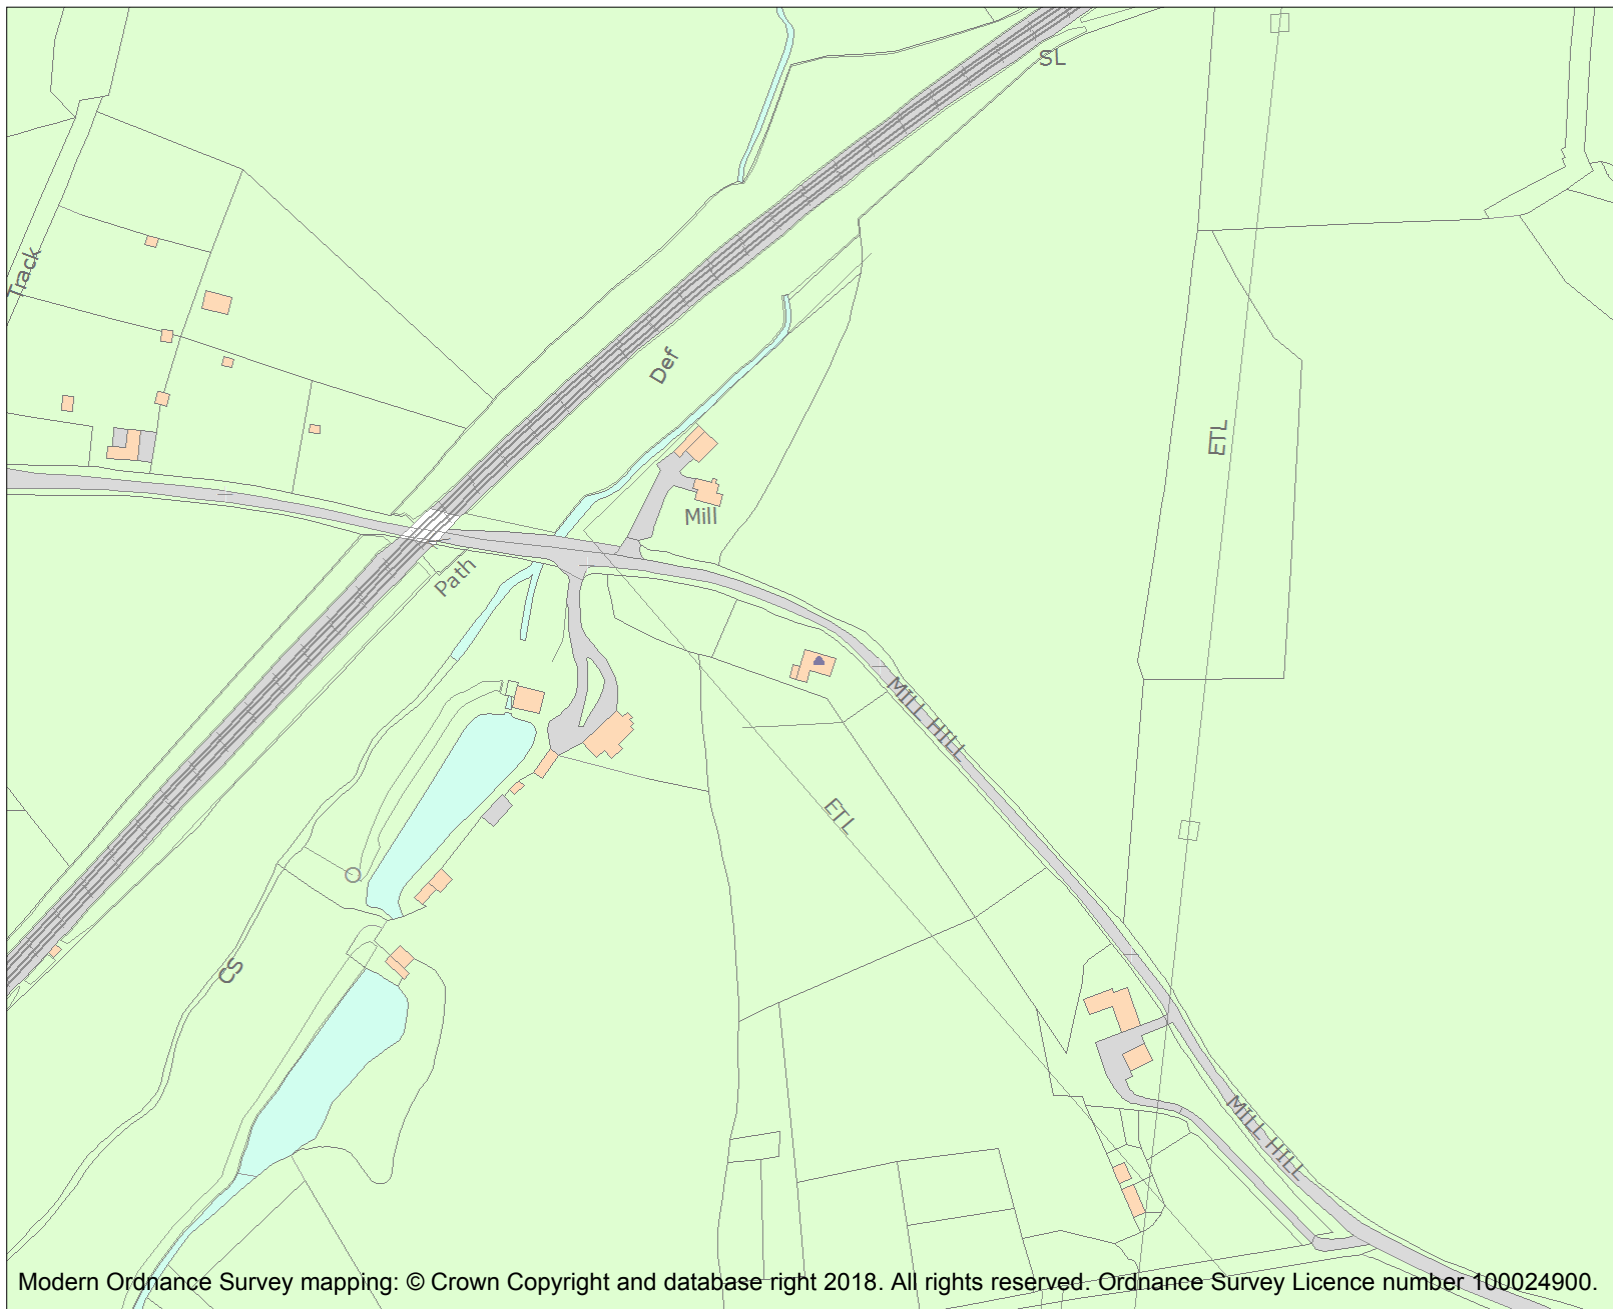 SL
Track
Def
ETL
Mill
Path
MILL HILL
ETL
CS
MILL HILL
Modern Ordnance Survey mapping: © Crown Copyright and database right 2018. All rights reserved. Ordnance Survey Licence number 100024900.